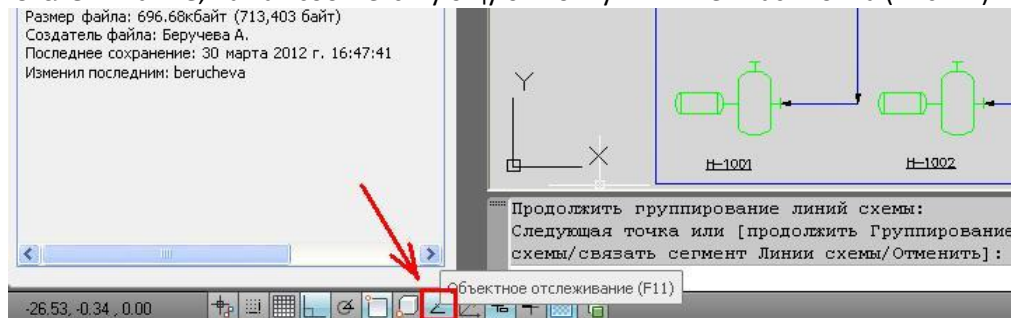 Размер файла: 696.68кбайт (713,403 байт)
Создатель файла: Беручева А.
Последнее сохранение: 30 марта 2012 г. 16:47:41
Изменил последним: berucheva
Y
X
Н-1001
Н-1002
Продолжить группирование линий схемы:
Следующая точка или [продолжить Группирование
схемы/связать сегмент Линии схемы/Отменить]:
Объектное отслеживание (F11)
-26.53, -0.34 , 0.00